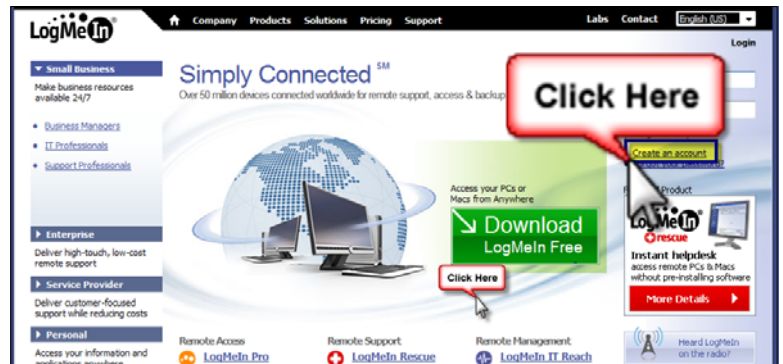 LogMeIn
Company Products Solutions Pricing Support
Labs Contact English (US)
Login
Small Business
Make business resources
available 24/7
Business Managers
IT Professionals
Support Professionals
Enterprise
Deliver high-touch, low-cost
remote support
Service Provider
Deliver customer-focused
support while reducing costs
Personal
Access your information and
applications anywhere
Simply Connected SM
Over 50 million devices connected worldwide for remote support, access & backup
Click Here
Create an account
Access your PCs or
Macs from Anywhere
Download
LogMeIn Free
Click Here
Product
LogMeIn
rescue
Instant helpdesk
access remote PCs & Macs
without pre-installing software
More Details
Remote Access
LogMeIn Pro
Remote Support
LogMeIn Rescue
Remote Management
LogMeIn IT Reach
Heard LogMeIn
on the radio?